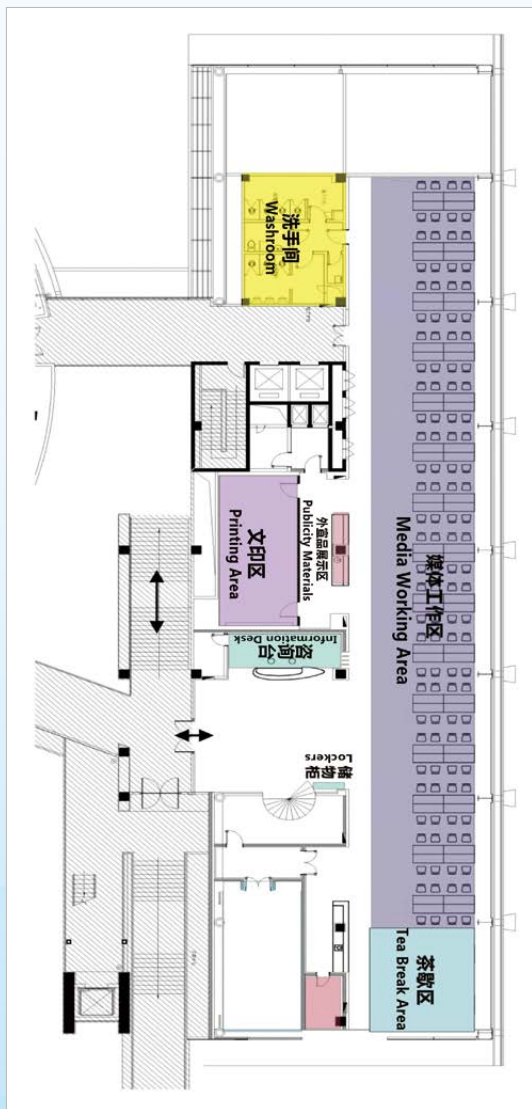 洗手间
Washroom
外宣品展示区
Publicity Materials
文印区
Printing Area
媒体工作区
Media Working Area
Information Desk
咨询台
Lockers
储物柜
茶歇区
Tea Break Area